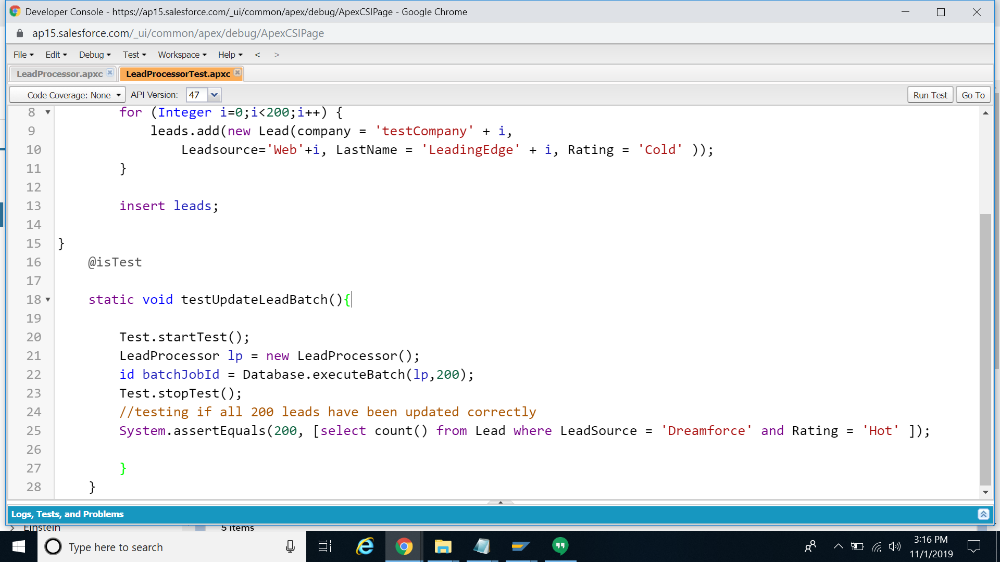 Developer Console - https://ap15.salesforce.com/_ui/common/apex/debug/ApexCSIPage - Google Chrome
ap15.salesforce.com/_ui/common/apex/debug/ApexCSIPage
File Edit Debug Test Workspace Help < >
LeadProcessor.apxc LeadProcessorTest.apxc
Code Coverage: None API Version: 47 Run Test Go To
8 for (Integer i=0;i<200;i++) {
9 leads.add(new Lead(company = 'testCompany' + i,
10 Leadsource='Web'+i, LastName = 'LeadingEdge' + i, Rating = 'Cold' ));
11 }
12
13 insert leads;
14
15 }
16 @isTest
17
18 static void testUpdateLeadBatch(){
19
20 Test.startTest();
21 LeadProcessor lp = new LeadProcessor();
22 id batchJobId = Database.executeBatch(lp,200);
23 Test.stopTest();
24 //testing if all 200 leads have been updated correctly
25 System.assertEquals(200, [select count() from Lead where LeadSource = 'Dreamforce' and Rating = 'Hot' ]);
26
27 }
28 }
Logs, Tests, and Problems
Einstein 5 items
Type here to search
3:16 PM
11/1/2019